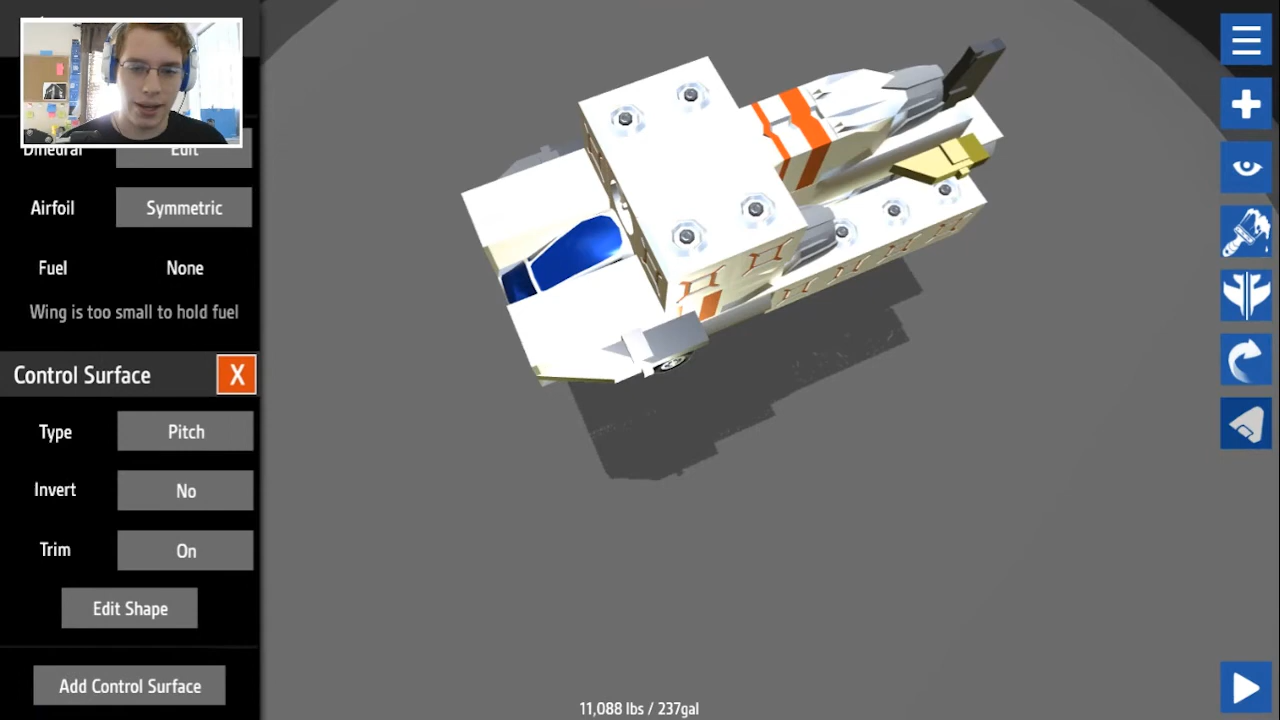 Dihedral
Edit
Airfoil
Symmetric
Fuel
None
Wing is too small to hold fuel
Control Surface
X
Type
Pitch
Invert
No
Trim
On
Edit Shape
Add Control Surface
11,088 lbs / 237gal